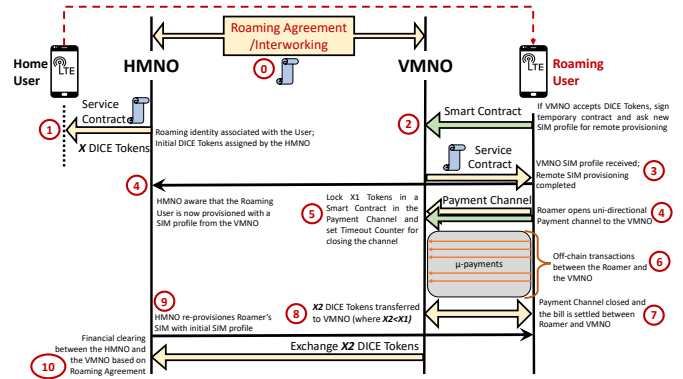 Roaming Agreement
/Interworking
0
LTE
Home
User
HMNO
VMNO
LTE
Roaming
User
1
Service
Contract
X DICE Tokens
Roaming identity associated with the User;
Initial DICE Tokens assigned by the HMNO
2
Smart Contract
If VMNO accepts DICE Tokens, sign
temporary contract and ask new
SIM profile for remote provisioning
Service
Contract
VMNO SIM profile received;
Remote SIM provisioning
completed
3
4
HMNO aware that the Roaming
User is now provisioned with a
SIM profile from the VMNO
5
Lock X1 Tokens in a
Smart Contract in the
Payment Channel and
set Timeout Counter for
closing the channel
Payment Channel
Roamer opens uni-directional
Payment channel to the VMNO
4
μ-payments
Off-chain transactions
between the Roamer and
the VMNO
6
9
HMNO re-provisions Roamer's
SIM with initial SIM profile
8
X2 DICE Tokens transferred
to VMNO (where X2<X1)
Payment Channel closed and
the bill is settled between
Roamer and VMNO
7
Financial clearing
between the HMNO and
the VMNO based on
Roaming Agreement
10
Exchange X2 DICE Tokens